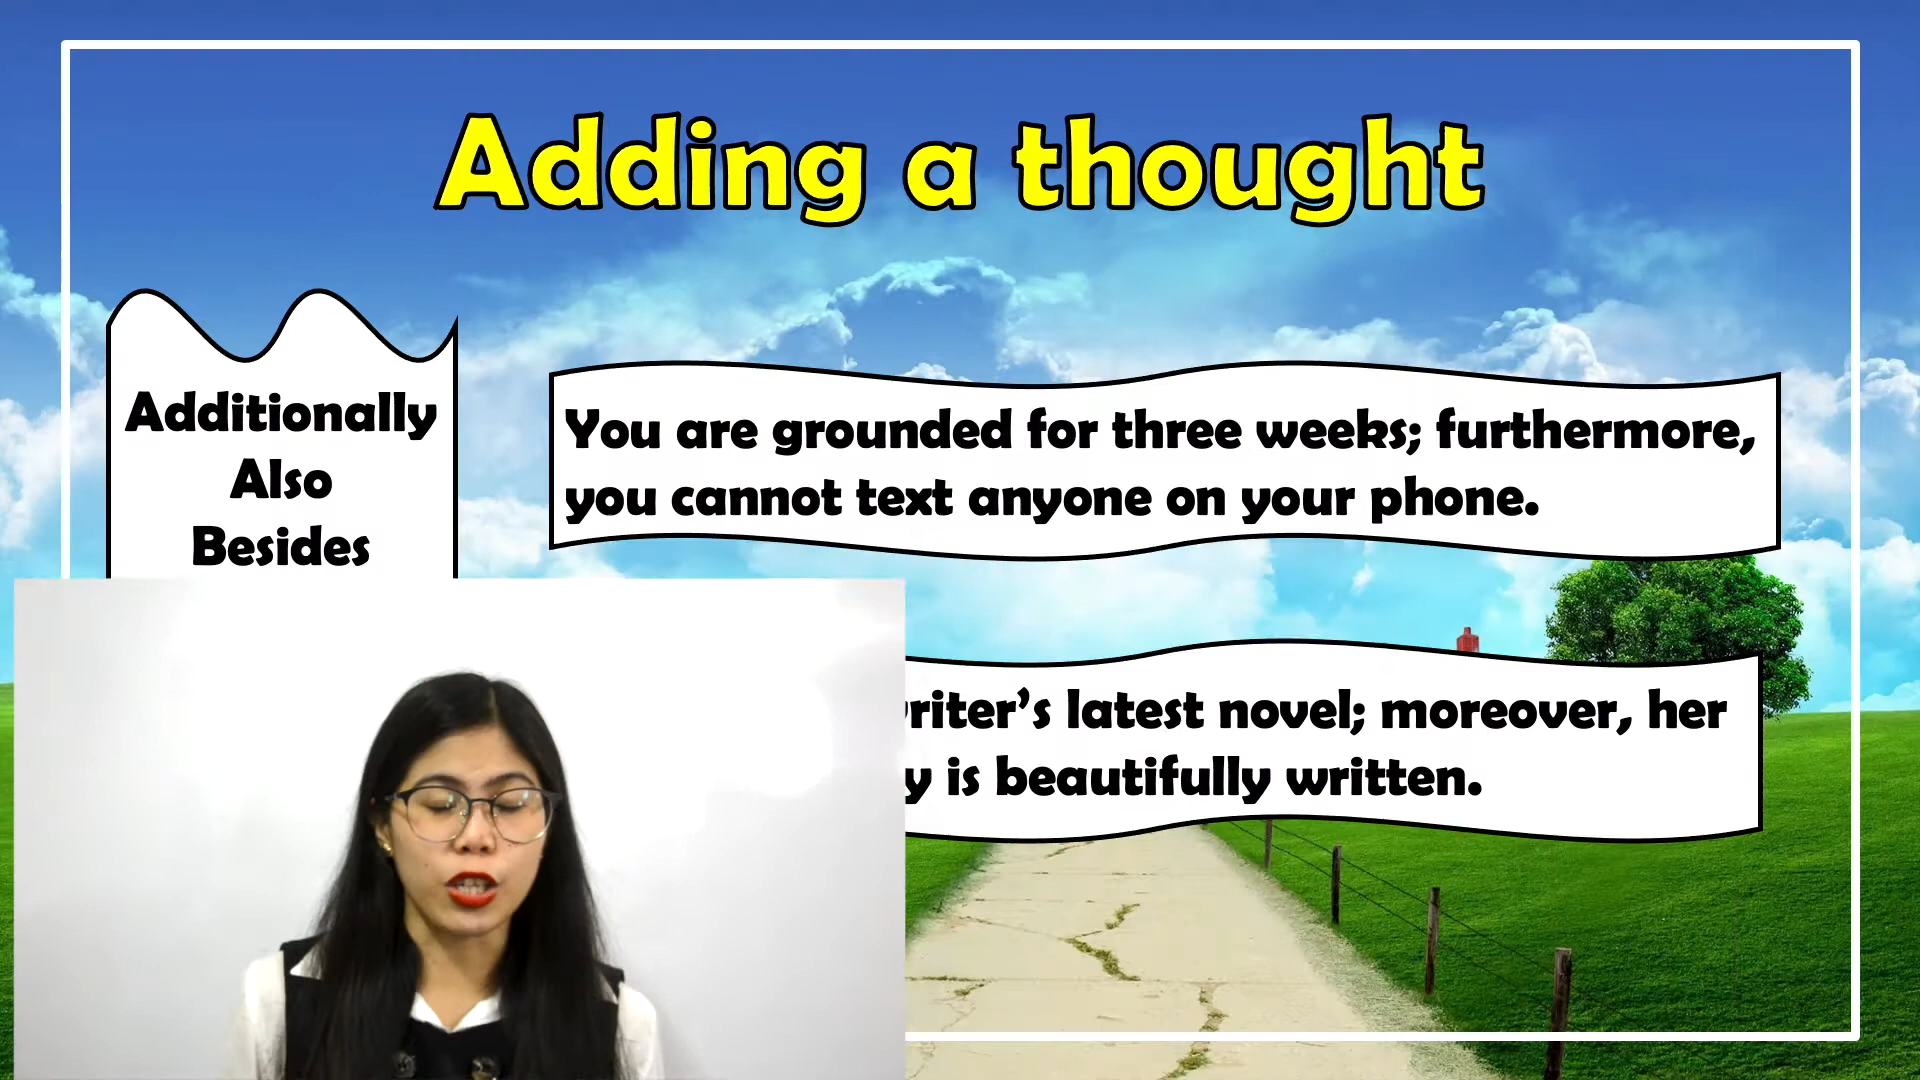 Adding a thought
Additionally
Also
Besides
You are grounded for three weeks; furthermore,
you cannot text anyone on your phone.
latest novel; moreover, her
is beautifully written.